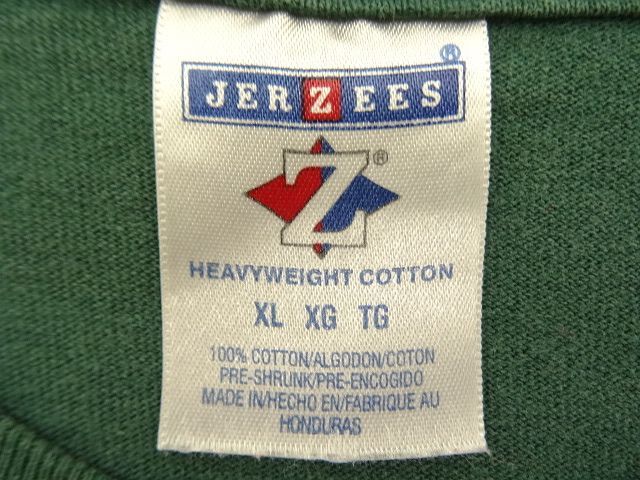 JERZEES®
Z®
HEAVYWEIGHT COTTON
XL XG TG
100% COTTON/ALGODON/COTON
PRE-SHRUNK/PRE-ENCOGIDO
MADE IN/HECHO EN/FABRIQUE AU
HONDURAS